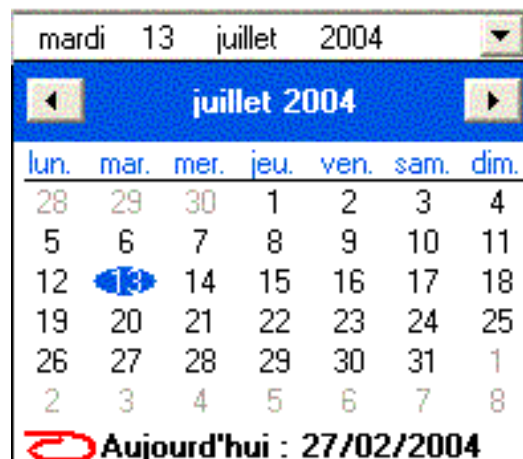 mardi 13 juillet 2004
juillet 2004
lun. mar. mer. jeu. ven. sam. dim.
28 29 30 1 2 3 4
5 6 7 8 9 10 11
12 13 14 15 16 17 18
19 20 21 22 23 24 25
26 27 28 29 30 31 1
2 3 4 5 6 7 8
Aujourd'hui : 27/02/2004